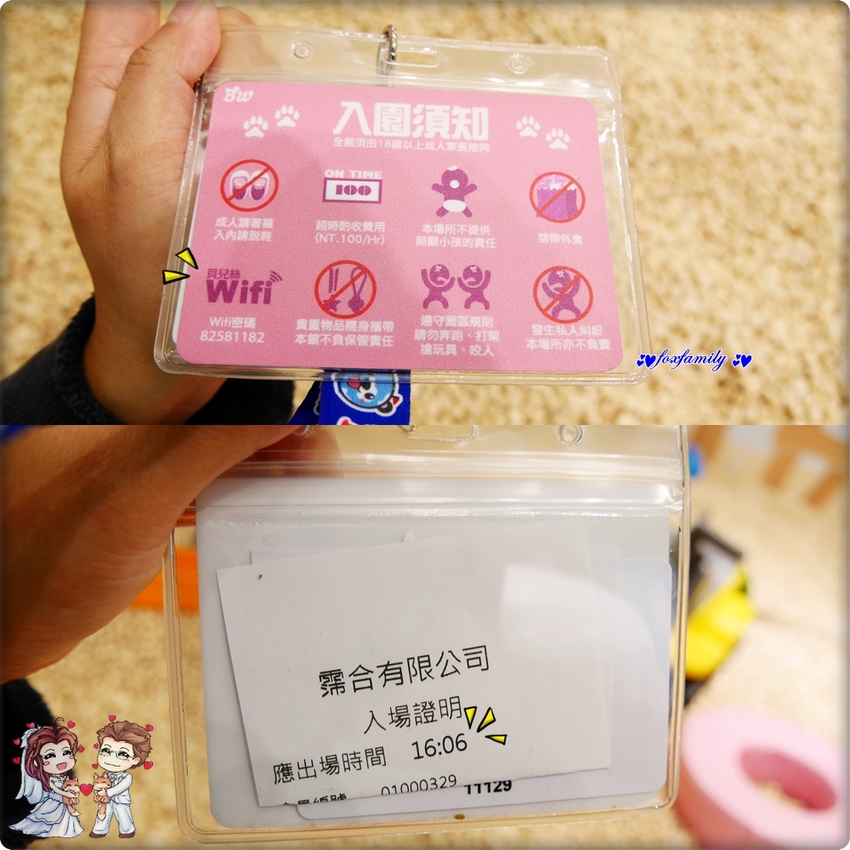 BW
入園須知
全館須由18歲以上成人家長陪同
成人請著襪
入內請脫鞋
ON TIME
100
超時酌收費用
(NT.100/Hr)
本場所不提供
照顧小孩的責任
禁帶外食
貝兒絲
Wifi
Wifi密碼
82581182
貴重物品隨身攜帶
本館不負保管責任
遵守園區規則
請勿奔跑、打架
搶玩具、咬人
發生私人糾紛
本場所亦不負責
foxfamily
霈合有限公司
入場證明
應出場時間 16:06
01000329
11129